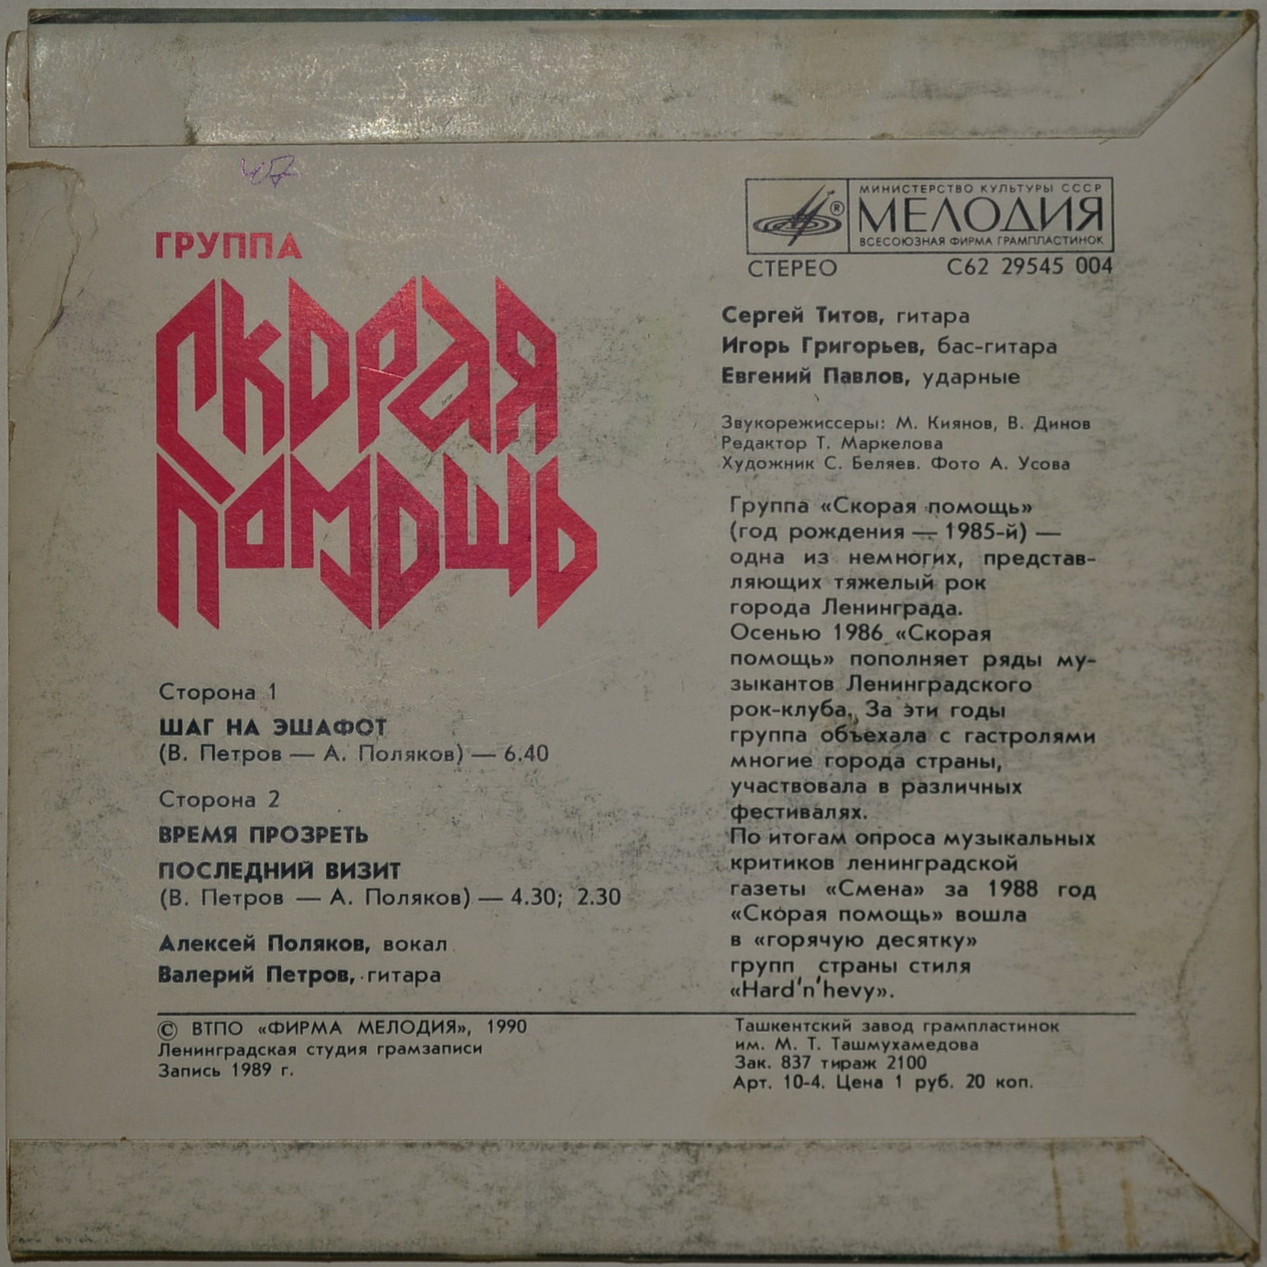 47
ГРУППА
СКОРАЯ
ПОМОЩЬ
Сторона 1
ШАГ НА ЭШАФОТ
(В. Петров — А. Поляков) — 6.40
Сторона 2
ВРЕМЯ ПРОЗРЕТЬ
ПОСЛЕДНИЙ ВИЗИТ
(В. Петров — А. Поляков) — 4.30; 2.30
Алексей Поляков, вокал
Валерий Петров, гитара
МИНИСТЕРСТВО КУЛЬТУРЫ СССР
® МЕЛОДИЯ
ВСЕСОЮЗНАЯ ФИРМА ГРАМПЛАСТИНОК
СТЕРЕО С62 29545 004
Сергей Титов, гитара
Игорь Григорьев, бас-гитара
Евгений Павлов, ударные
Звукорежиссеры: М. Киянов, В. Динов
Редактор Т. Маркелова
Художник С. Беляев. Фото А. Усова
Группа «Скорая помощь»
(год рождения — 1985-й) —
одна из немногих, представ-
ляющих тяжелый рок
города Ленинграда.
Осенью 1986 «Скорая
помощь» пополняет ряды му-
зыкантов Ленинградского
рок-клуба. За эти годы
группа объехала с гастролями
многие города страны,
участвовала в различных
фестивалях.
По итогам опроса музыкальных
критиков ленинградской
газеты «Смена» за 1988 год
«Скорая помощь» вошла
в «горячую десятку»
групп страны стиля
«Hard'n'hevy».
© ВТПО «ФИРМА МЕЛОДИЯ», 1990
Ленинградская студия грамзаписи
Запись 1989 г.
Ташкентский завод грампластинок
им. М. Т. Ташмухамедова
Зак. 837 тираж 2100
Арт. 10-4. Цена 1 руб. 20 коп.